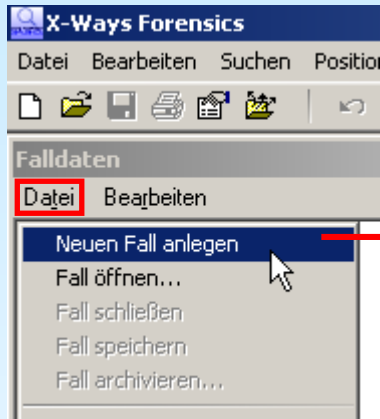 X-Ways Forensics
Datei Bearbeiten Suchen Position
Falldaten
Datei Bearbeiten
Neuen Fall anlegen
Fall öffnen...
Fall schließen
Fall speichern
Fall archivieren...